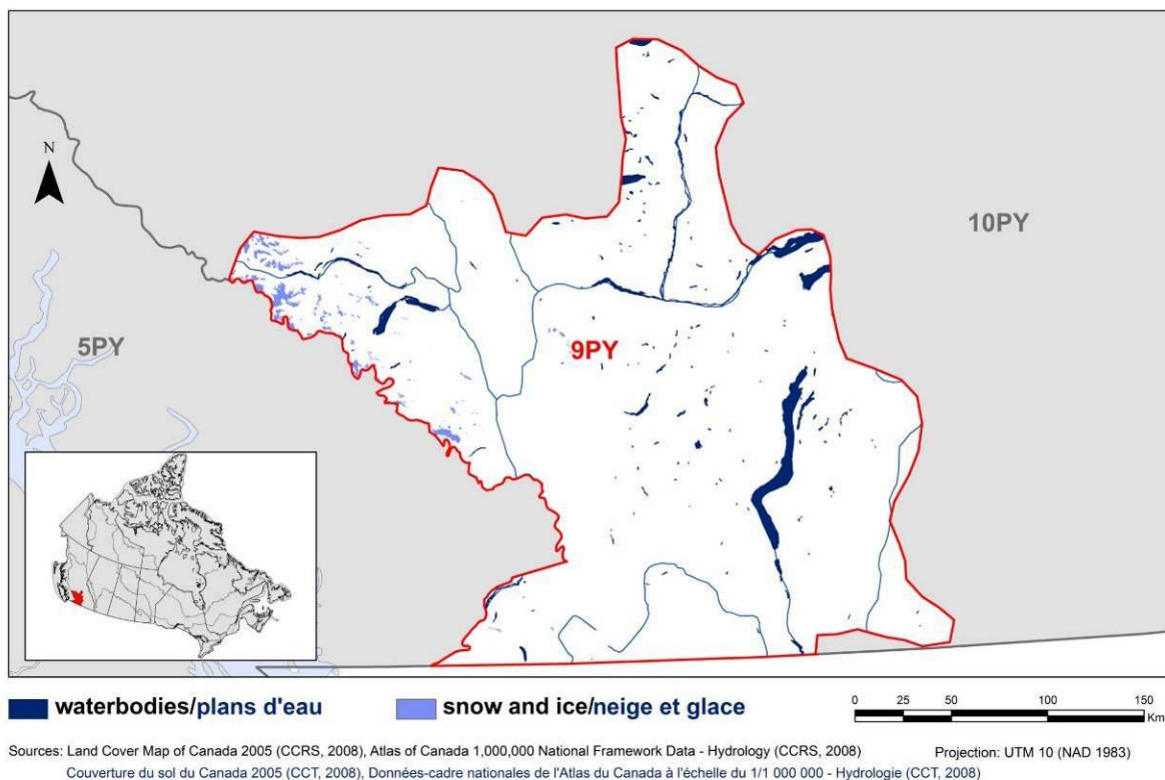 N
10PY
5PY
9PY
waterbodies/plans d'eau
snow and ice/neige et glace
0 25 50 100 150
Km
Sources: Land Cover Map of Canada 2005 (CCRS, 2008), Atlas of Canada 1,000,000 National Framework Data - Hydrology (CCRS, 2008)
Projection: UTM 10 (NAD 1983)
Couverture du sol du Canada 2005 (CCT, 2008), Données-cadre nationales de l'Atlas du Canada à l'échelle du 1/1 000 000 - Hydrologie (CCT, 2008)